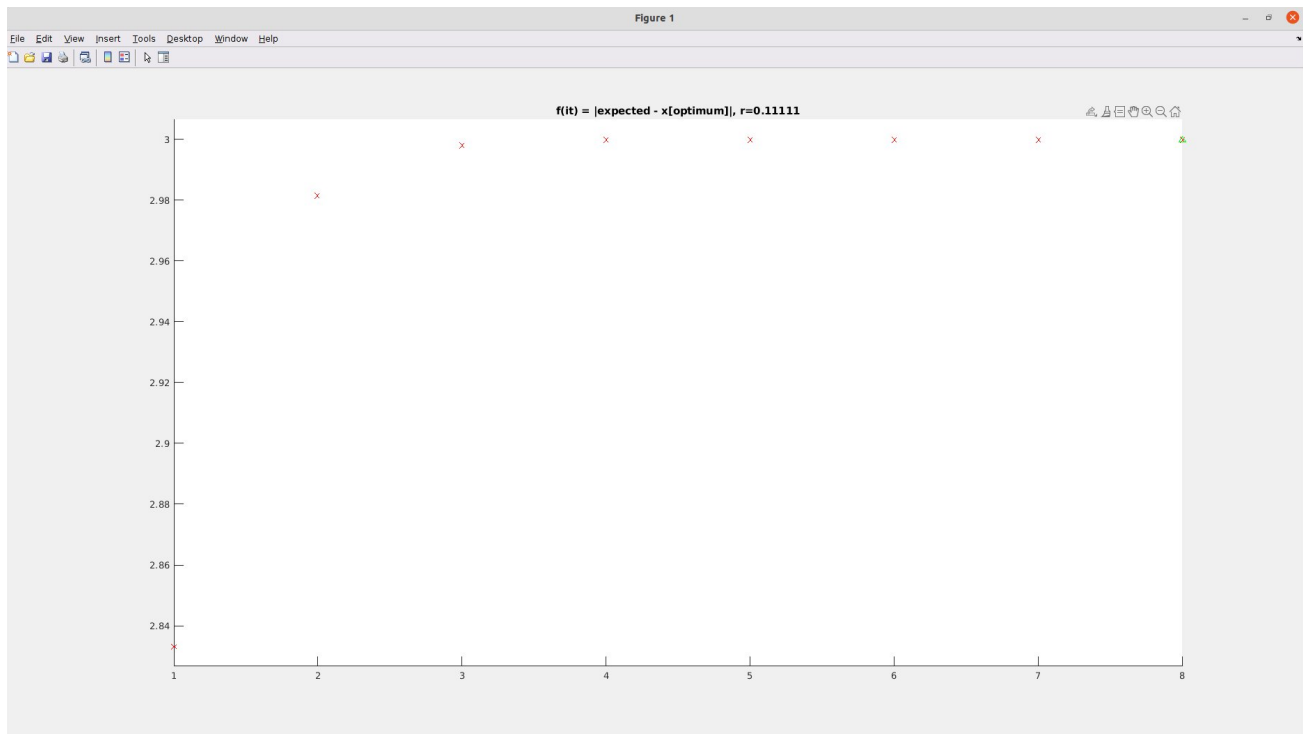 Figure 1
File Edit View Insert Tools Desktop Window Help
f(it) = |expected - x[optimum]|, r=0.11111
3
2.98
2.96
2.94
2.92
2.9
2.88
2.86
2.84
1 2 3 4 5 6 7 8